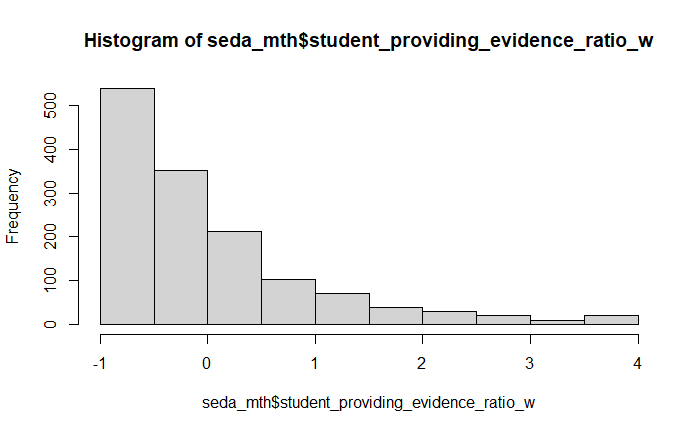 Histogram of seda_mth$student_providing_evidence_ratio_w
Frequency
500
400
300
200
100
0
-1 0 1 2 3 4
seda_mth$student_providing_evidence_ratio_w